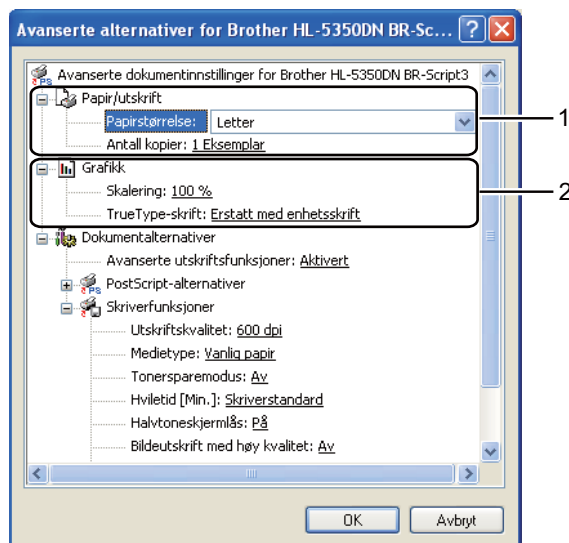 Avanserte alternativer for Brother HL-5350DN BR-Sc... ?
Avanserte dokumentinnstillinger for Brother HL-5350DN BR-Script3
Papir/utskrift
Papirstørrelse: Letter
1
Antall kopier: 1 Eksemplar
Grafikk
Skalering: 100 %
2
TrueType-skrift: Erstatt med enhetsskrift
Dokumentalternativer
Avanserte utskriftsfunksjoner: Aktivert
PostScript-alternativer
Skriverfunksjoner
Utskriftskvalitet: 600 dpi
Medietype: Vanlig papir
Tonersparemodus: Av
Hviletid [Min.]: Skriverstandard
Halvtoneskjermlås: På
Bildeutskrift med høy kvalitet: Av
OK Avbryt